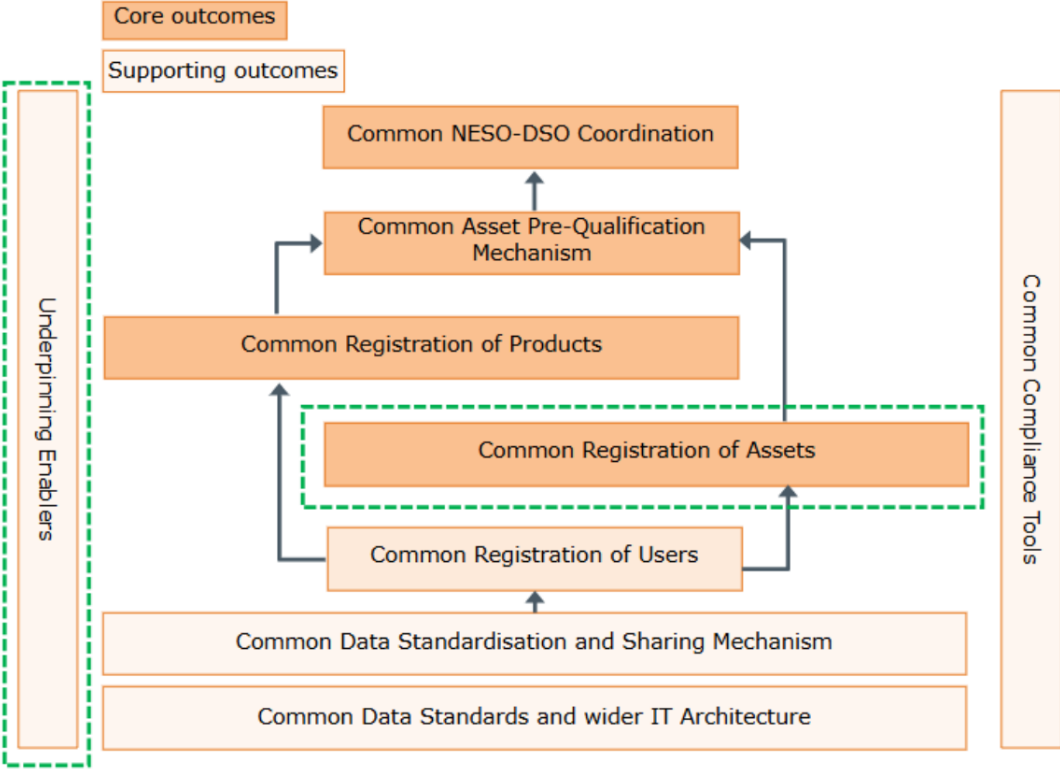 Core outcomes
Supporting outcomes
Common NESO-DSO Coordination
Common Asset Pre-Qualification
Mechanism
Common Registration of Products
Common Registration of Assets
Common Registration of Users
Common Data Standardisation and Sharing Mechanism
Common Data Standards and wider IT Architecture
Underpinning Enablers
Common Compliance Tools